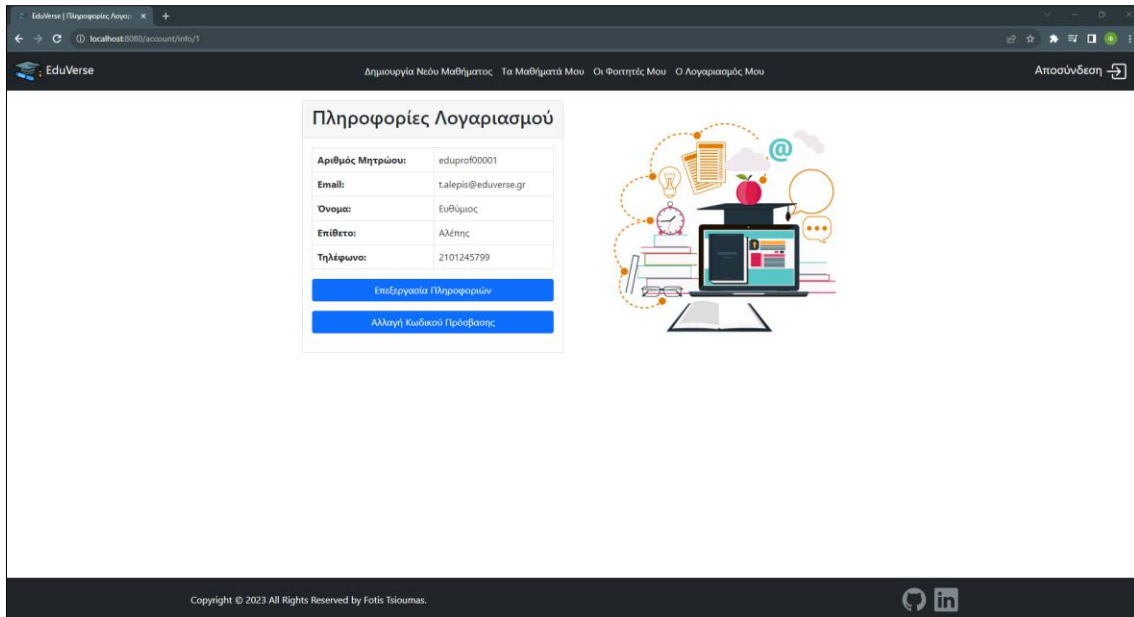 EduVerse | Πληροφορίες Λογαρ
localhost:8080/account/info/1
EduVerse
Δημιουργία Νεόυ Μαθήματος Τα Μαθήματά Μου Οι Φοιτητές Μου Ο Λογαριασμός Μου
Αποσύνδεση
Πληροφορίες Λογαριασμού
Αριθμός Μητρώου: eduprof00001
Email: t.alepis@eduverse.gr
Όνομα: Ευθύμιος
Επίθετο: Αλέπης
Τηλέφωνο: 2101245799
Επεξεργασία Πληροφοριών
Αλλαγή Κωδικού Πρόσβασης
@
Copyright © 2023 All Rights Reserved by Fotis Tsioumas.
in